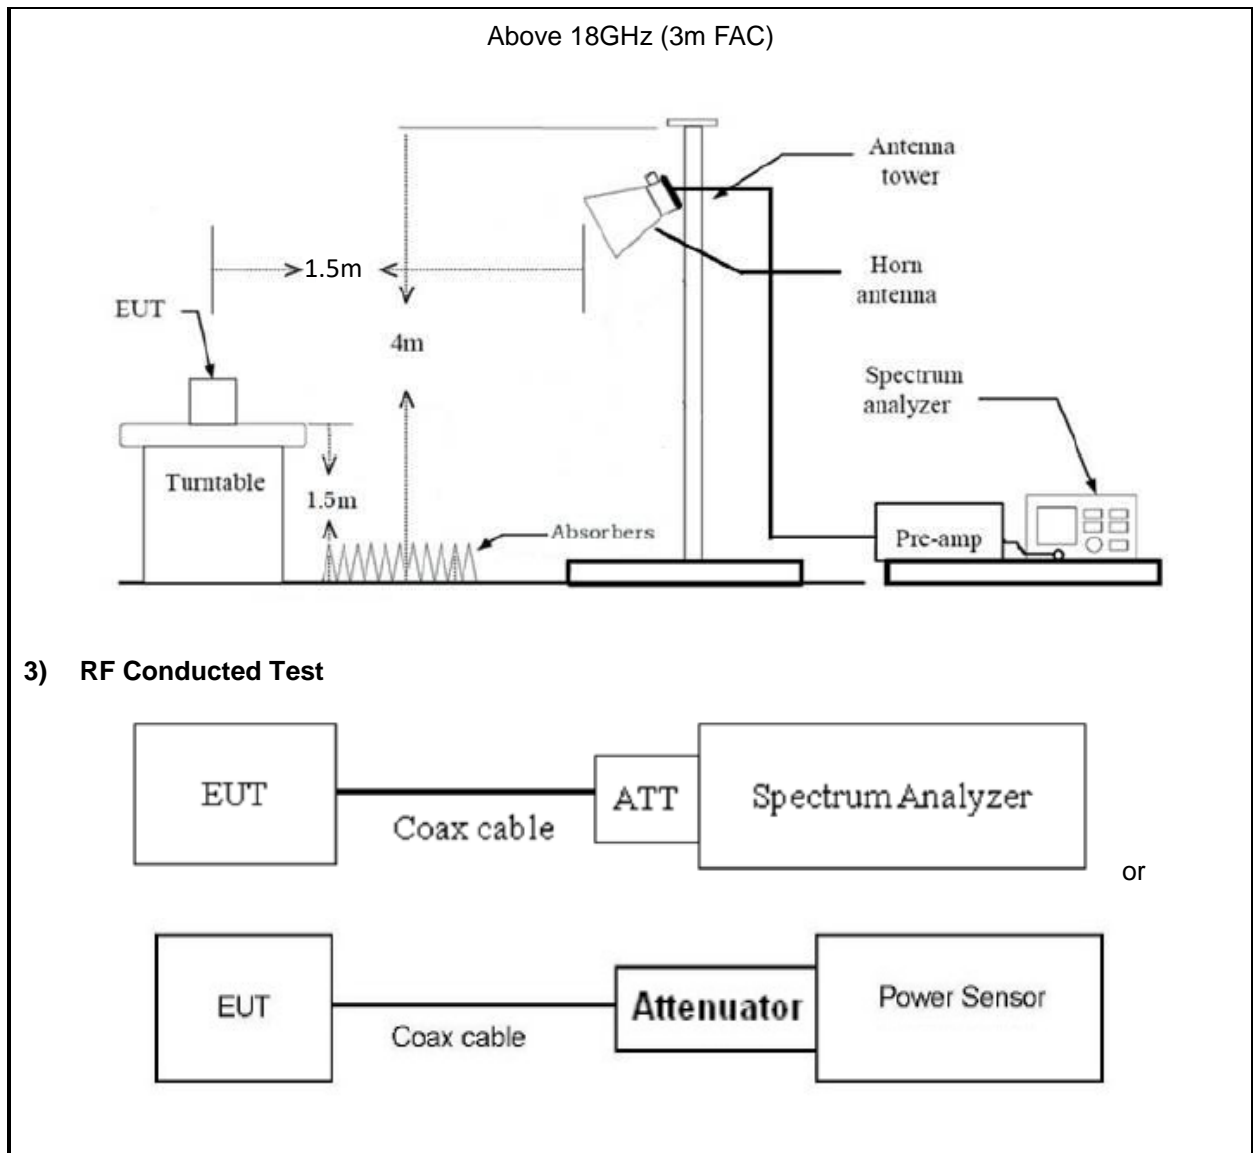 Above 18GHz (3m FAC)
Antenna
tower
1.5m
Horn
antenna
EUT
4m
Spectrum
analyzer
Turntable
1.5m
Absorbers
Pre-amp
3) RF Conducted Test
EUT
Coax cable
ATT
Spectrum Analyzer
or
EUT
Coax cable
Attenuator
Power Sensor